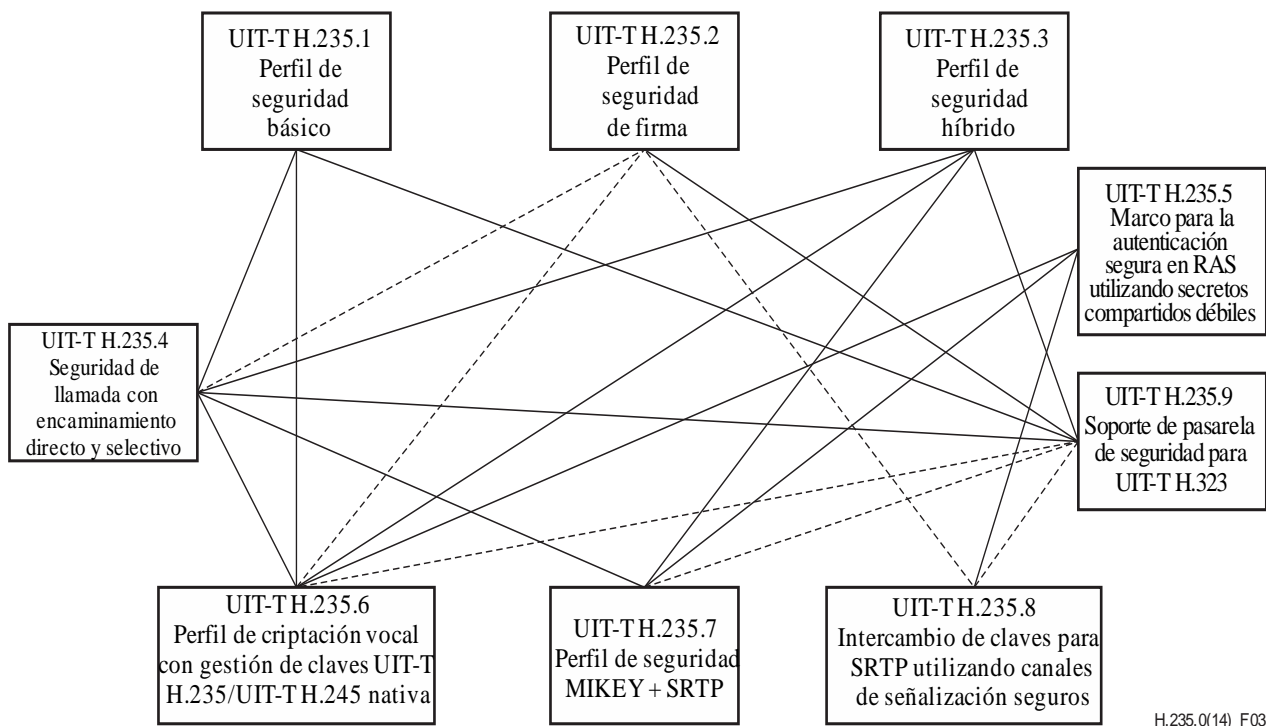 UIT-T H.235.1
Perfil de
seguridad
básico
UIT-T H.235.2
Perfil de
seguridad
de firma
UIT-T H.235.3
Perfil de
seguridad
híbrido
UIT-T H.235.5
Marco para la
autenticación
segura en RAS
utilizando secretos
compartidos débiles
UIT-T H.235.4
Seguridad de
llamada con
encaminamiento
directo y selectivo
UIT-T H.235.9
Soporte de pasarela
de seguridad para
UIT-T H.323
UIT-T H.235.6
Perfil de criptación vocal
con gestión de claves UIT-T
H.235/UIT-T H.245 nativa
UIT-T H.235.7
Perfil de seguridad
MIKEY + SRTP
UIT-T H.235.8
Intercambio de claves para
SRTP utilizando canales
de señalización seguros
H.235.0(14)_F03